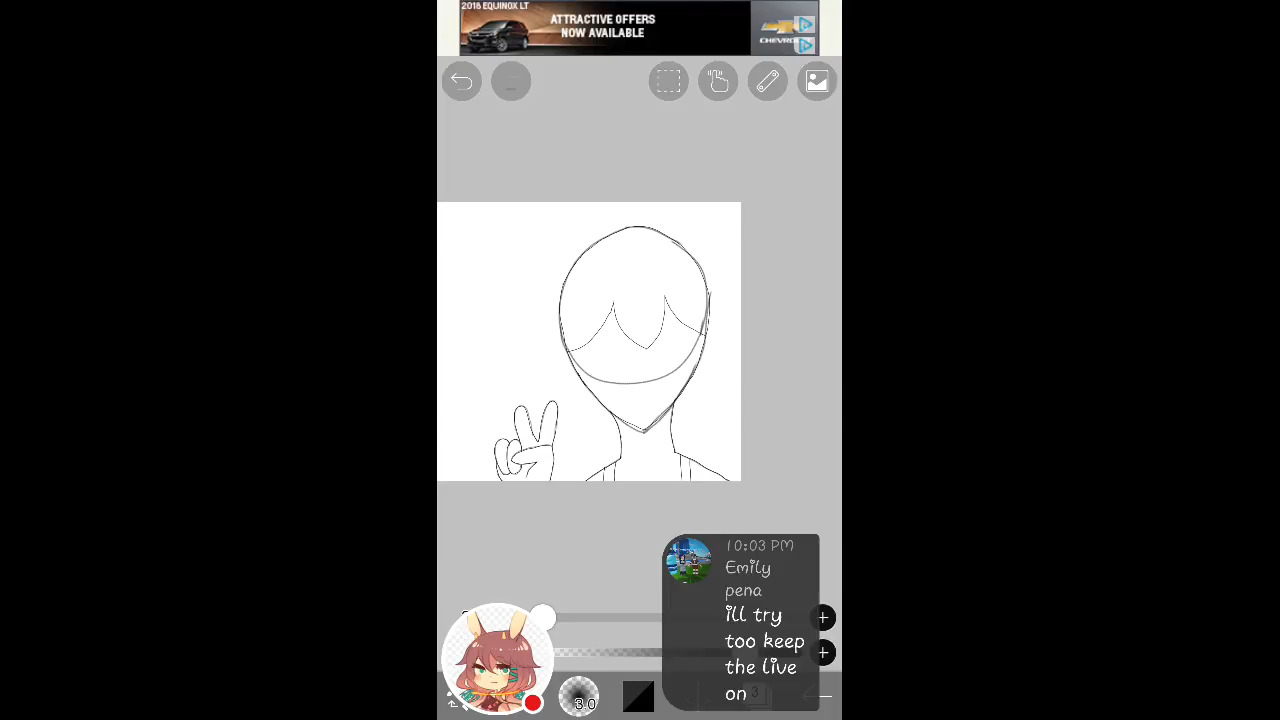 2018 EQUINOX LT
ATTRACTIVE OFFERS
NOW AVAILABLE
10:03 PM
Emily
pena
ill try
too keep
the live
on
3.0
3